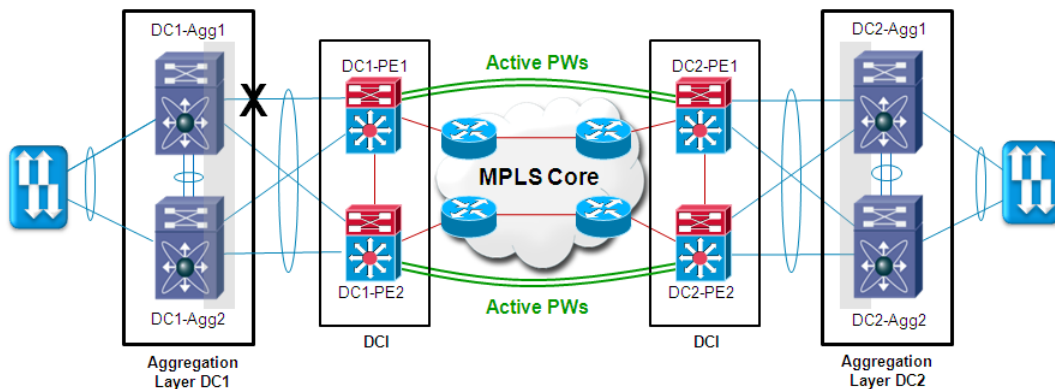 DC1-Agg1
DC2-Agg1
DC1-PE1
Active PWs
DC2-PE1
X
MPLS Core
DC1-PE2
DC2-PE2
DC1-Agg2
Active PWs
DC2-Agg2
DCI
DCI
Aggregation
Layer DC1
Aggregation
Layer DC2